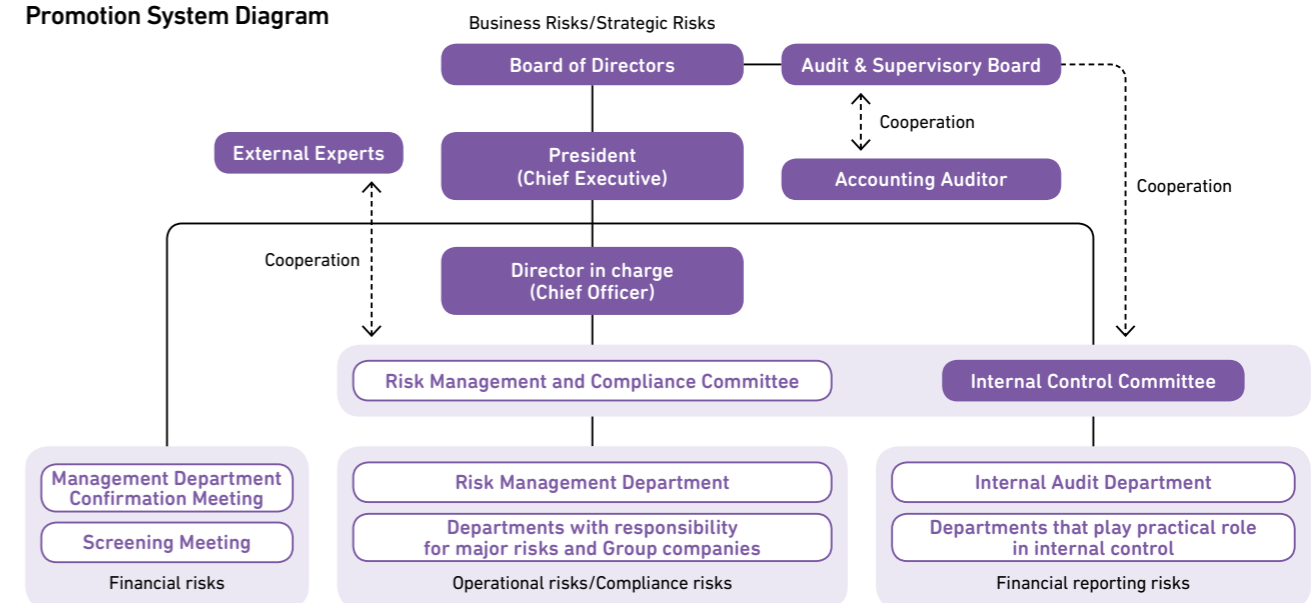 Promotion System Diagram
Business Risks/Strategic Risks
Board of Directors
Audit & Supervisory Board
Cooperation
External Experts
President
(Chief Executive)
Accounting Auditor
Cooperation
Cooperation
Director in charge
(Chief Officer)
Risk Management and Compliance Committee
Internal Control Committee
Management Department
Confirmation Meeting
Screening Meeting
Financial risks
Risk Management Department
Departments with responsibility
for major risks and Group companies
Operational risks/Compliance risks
Internal Audit Department
Departments that play practical role
in internal control
Financial reporting risks